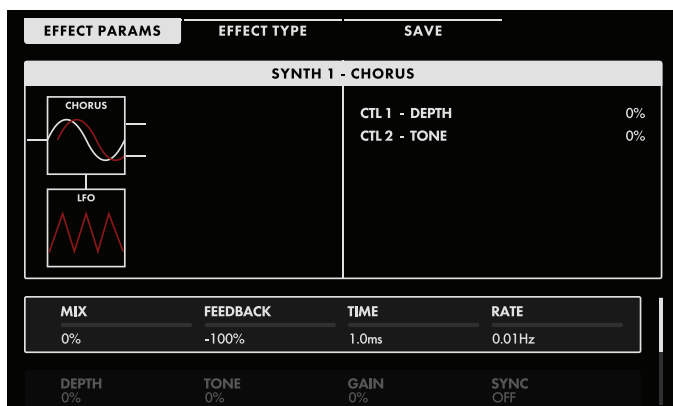 EFFECT PARAMS EFFECT TYPE SAVE
SYNTH 1 - CHORUS
CHORUS
LFO
CTL 1 - DEPTH 0%
CTL 2 - TONE 0%
MIX FEEDBACK TIME RATE
0% -100% 1.0ms 0.01Hz
DEPTH TONE GAIN SYNC
0% 0% 0% OFF